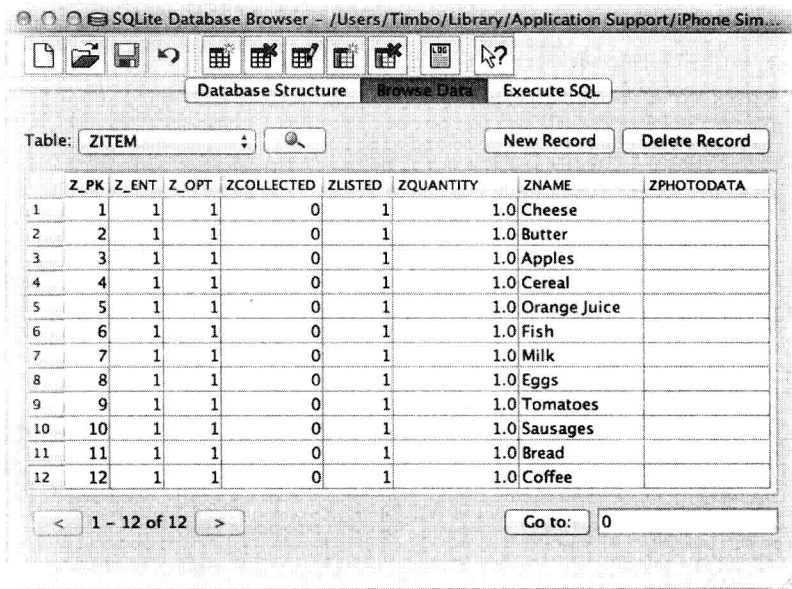 SQLite Database Browser – /Users/Timbo/Library/Application Support/iPhone Sim...
LOG ?
Database Structure Browse Data Execute SQL
Table: ZITEM New Record Delete Record
Z_PK Z_ENT Z_OPT ZCOLLECTED ZLISTED ZQUANTITY ZNAME ZPHOTODATA
1 1 1 1 0 1 1.0 Cheese
2 2 1 1 0 1 1.0 Butter
3 3 1 1 0 1 1.0 Apples
4 4 1 1 0 1 1.0 Cereal
5 5 1 1 0 1 1.0 Orange Juice
6 6 1 1 0 1 1.0 Fish
7 7 1 1 0 1 1.0 Milk
8 8 1 1 0 1 1.0 Eggs
9 9 1 1 0 1 1.0 Tomatoes
10 10 1 1 0 1 1.0 Sausages
11 11 1 1 0 1 1.0 Bread
12 12 1 1 0 1 1.0 Coffee
< 1 – 12 of 12 > Go to: 0